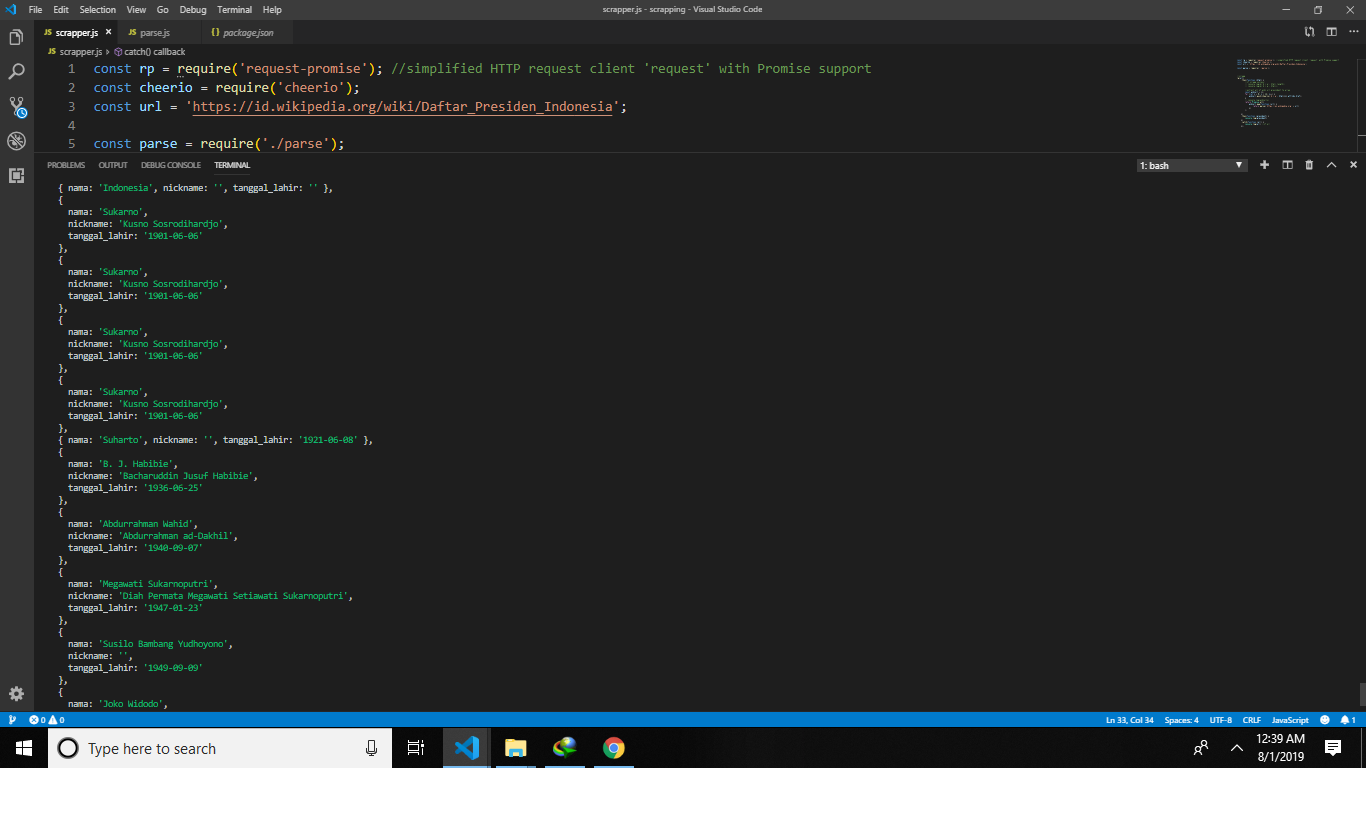 File Edit Selection View Go Debug Terminal Help scrapper.js - scrapping - Visual Studio Code
JS scrapper.js × JS parse.js {} package.json
JS scrapper.js › catch() callback
1 const rp = require('request-promise'); //simplified HTTP request client 'request' with Promise support
2 const cheerio = require('cheerio');
3 const url = 'https://id.wikipedia.org/wiki/Daftar_Presiden_Indonesia';
4
5 const parse = require('./parse');
PROBLEMS OUTPUT DEBUG CONSOLE TERMINAL 1: bash
{ nama: 'Indonesia', nickname: '', tanggal_lahir: '' },
{
nama: 'Sukarno',
nickname: 'Kusno Sosrodihardjo',
tanggal_lahir: '1901-06-06'
},
{
nama: 'Sukarno',
nickname: 'Kusno Sosrodihardjo',
tanggal_lahir: '1901-06-06'
},
{
nama: 'Sukarno',
nickname: 'Kusno Sosrodihardjo',
tanggal_lahir: '1901-06-06'
},
{
nama: 'Sukarno',
nickname: 'Kusno Sosrodihardjo',
tanggal_lahir: '1901-06-06'
},
{ nama: 'Suharto', nickname: '', tanggal_lahir: '1921-06-08' },
{
nama: 'B. J. Habibie',
nickname: 'Bacharuddin Jusuf Habibie',
tanggal_lahir: '1936-06-25'
},
{
nama: 'Abdurrahman Wahid',
nickname: 'Abdurrahman ad-Dakhil',
tanggal_lahir: '1940-09-07'
},
{
nama: 'Megawati Sukarnoputri',
nickname: 'Diah Permata Megawati Setiawati Sukarnoputri',
tanggal_lahir: '1947-01-23'
},
{
nama: 'Susilo Bambang Yudhoyono',
nickname: '',
tanggal_lahir: '1949-09-09'
},
{
nama: 'Joko Widodo',
0 0 Ln 33, Col 34 Spaces: 4 UTF-8 CRLF JavaScript 1
Type here to search 12:39 AM
8/1/2019